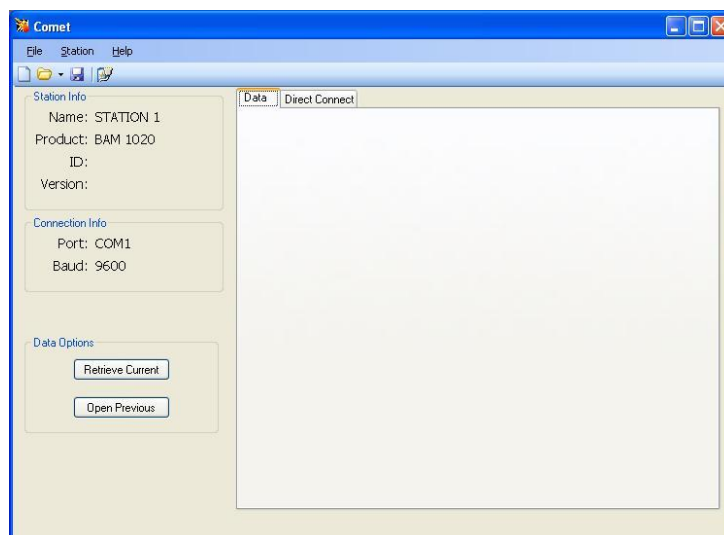 Comet
File Station Help
Station Info
Name: STATION 1
Product: BAM 1020
ID:
Version:
Connection Info
Port: COM1
Baud: 9600
Data Options
Retrieve Current
Open Previous
Data Direct Connect